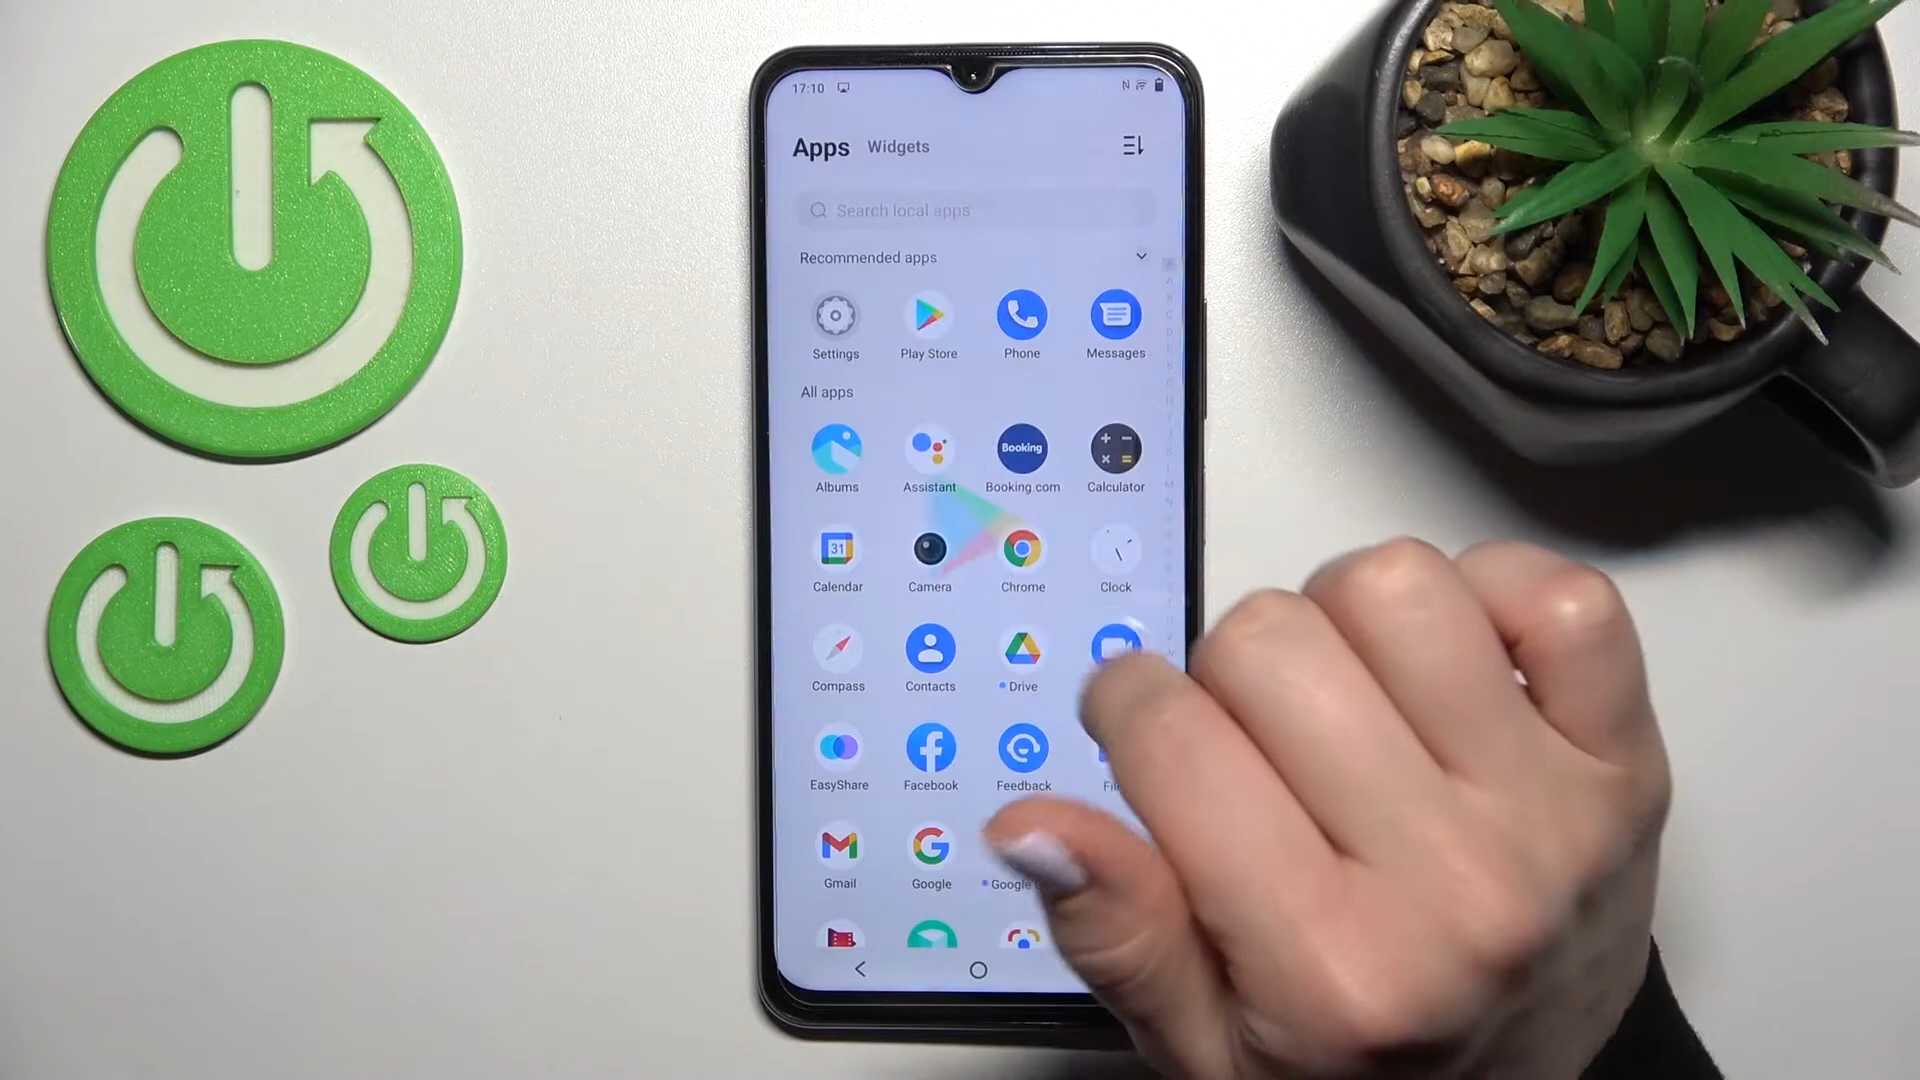 17:10
Apps Widgets
Search local apps
Recommended apps
Settings Play Store Phone Messages
All apps
Booking
Albums Assistant Booking.com Calculator
31
Calendar Camera Chrome Clock
Compass Contacts Drive
EasyShare Facebook Feedback
Gmail Google Google